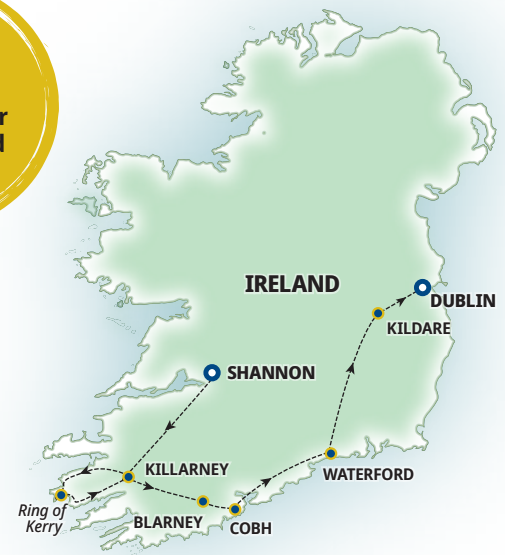 IRELAND
DUBLIN
KILDARE
SHANNON
KILLARNEY
WATERFORD
Ring of
Kerry
BLARNEY
COBH